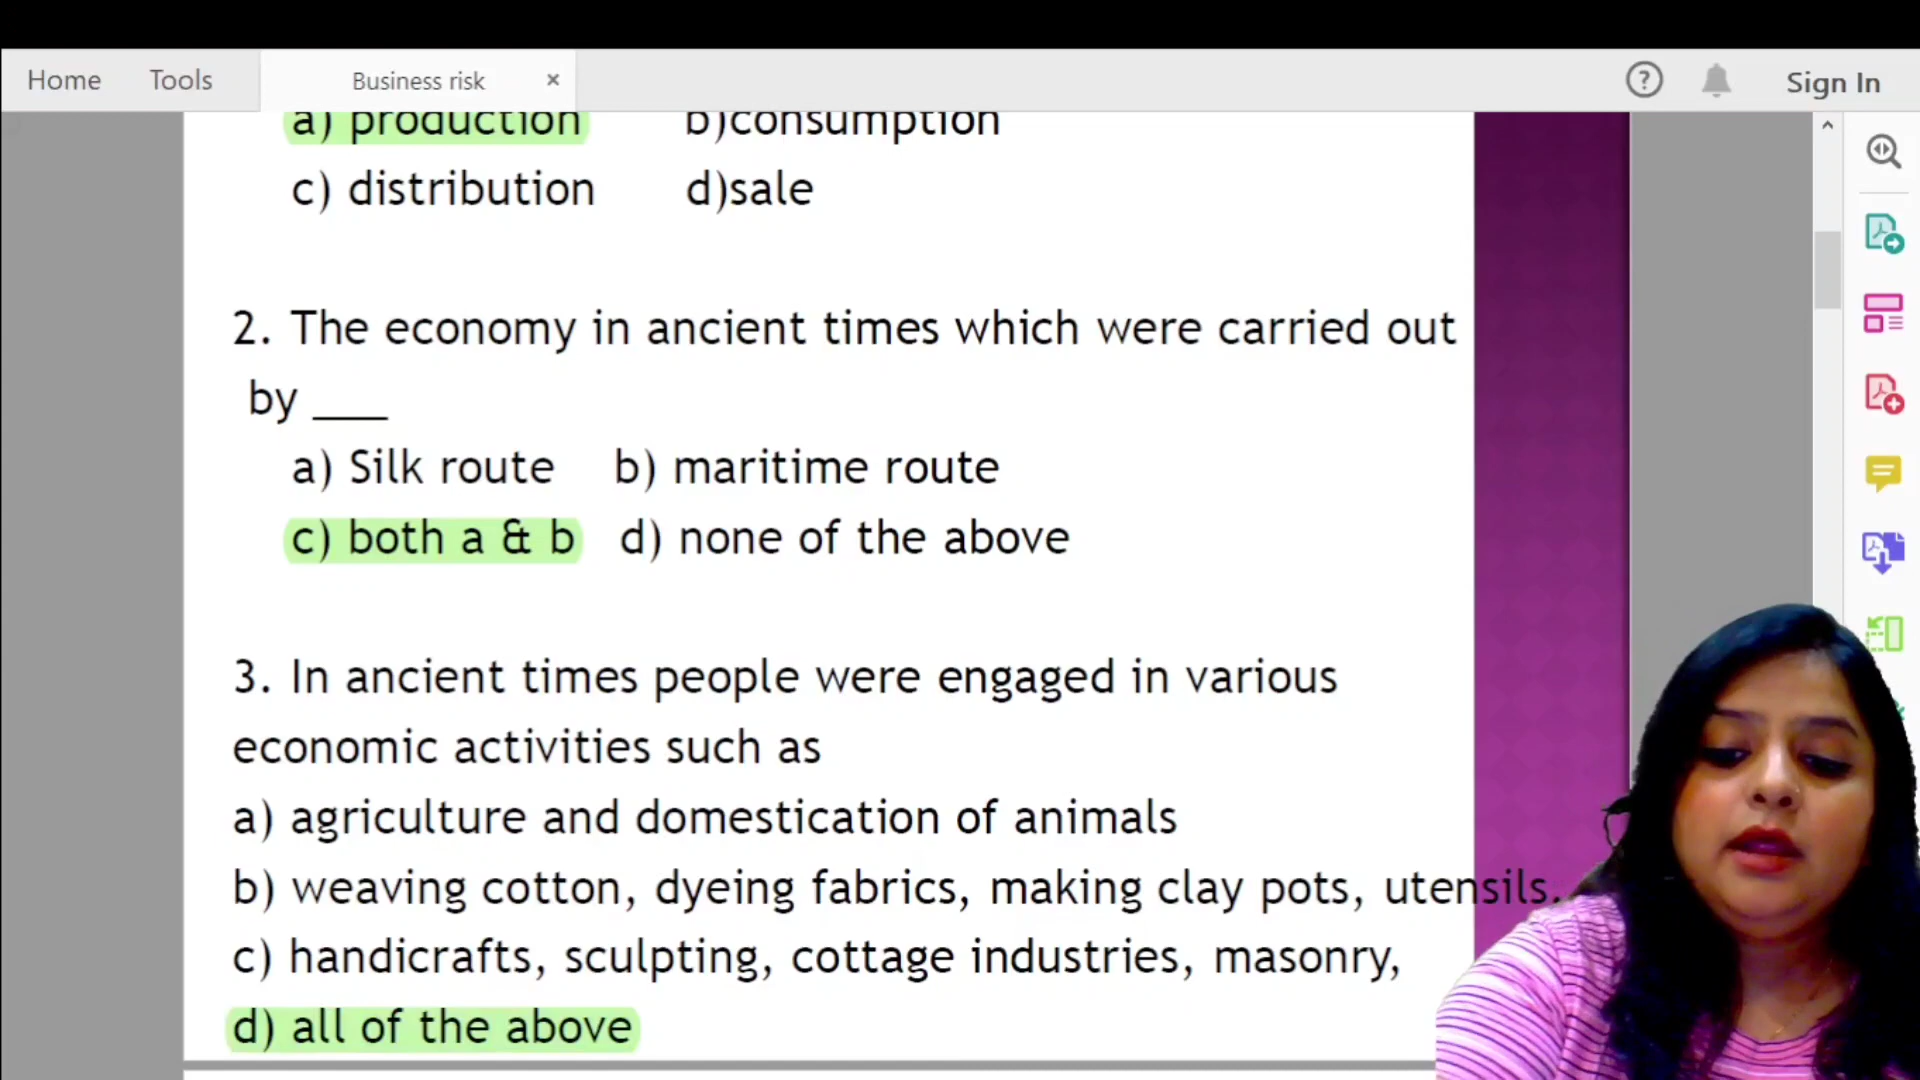 Home Tools Business risk × ? Sign In
a) production b)consumption
c) distribution d)sale
2. The economy in ancient times which were carried out
by ___
a) Silk route b) maritime route
c) both a & b d) none of the above
3. In ancient times people were engaged in various
economic activities such as
a) agriculture and domestication of animals
b) weaving cotton, dyeing fabrics, making clay pots, utensils.
c) handicrafts, sculpting, cottage industries, masonry,
d) all of the above